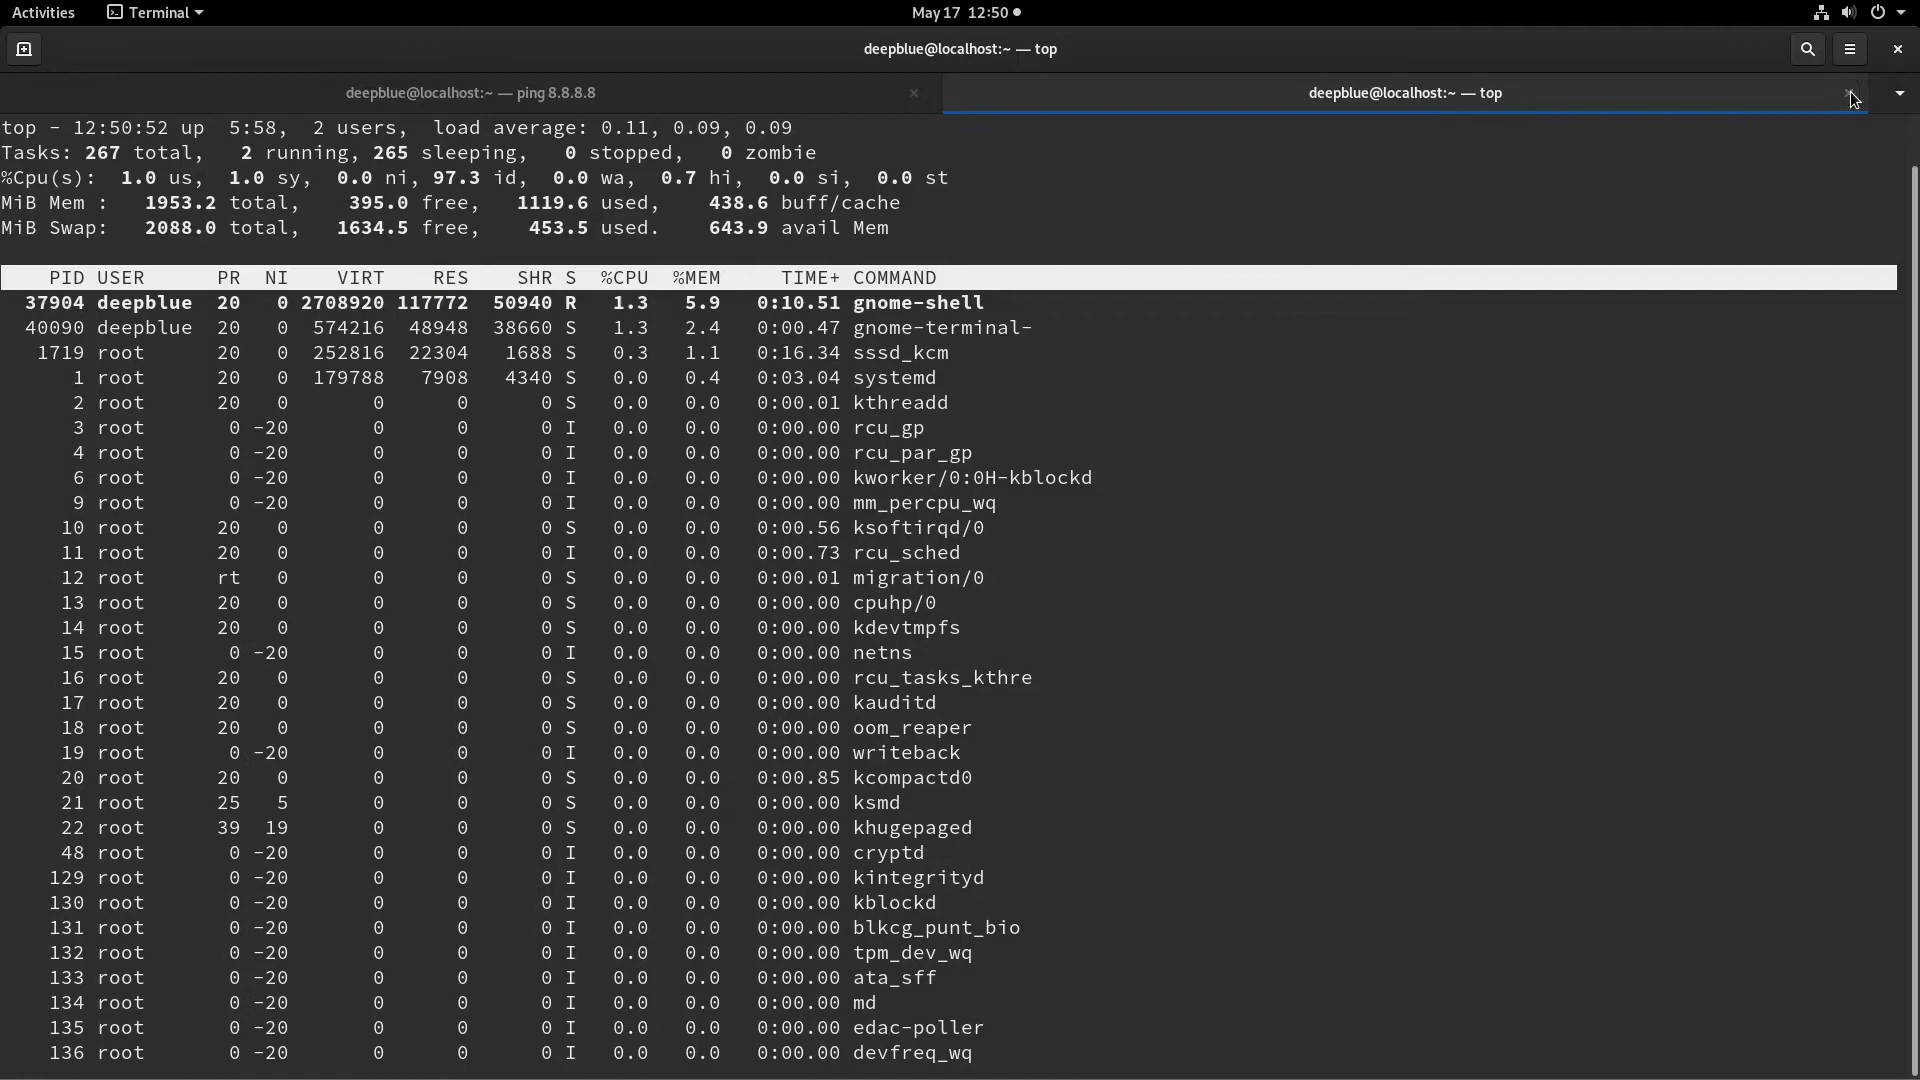 Activities Terminal May 17 12:50
deepblue@localhost:~ — top
deepblue@localhost:~ — ping 8.8.8.8 deepblue@localhost:~ — top
top - 12:50:52 up  5:58,  2 users,  load average: 0.11, 0.09, 0.09
Tasks: 267 total,   2 running, 265 sleeping,   0 stopped,   0 zombie
%Cpu(s):  1.0 us,  1.0 sy,  0.0 ni, 97.3 id,  0.0 wa,  0.7 hi,  0.0 si,  0.0 st
MiB Mem :   1953.2 total,    395.0 free,   1119.6 used,    438.6 buff/cache
MiB Swap:   2088.0 total,   1634.5 free,    453.5 used.    643.9 avail Mem
PID USER      PR  NI    VIRT    RES    SHR S  %CPU  %MEM     TIME+ COMMAND
37904 deepblue  20   0 2708920 117772  50940 R   1.3   5.9   0:10.51 gnome-shell
40090 deepblue  20   0  574216  48948  38660 S   1.3   2.4   0:00.47 gnome-terminal-
1719 root      20   0  252816  22304   1688 S   0.3   1.1   0:16.34 sssd_kcm
1 root      20   0  179788   7908   4340 S   0.0   0.4   0:03.04 systemd
2 root      20   0       0      0      0 S   0.0   0.0   0:00.01 kthreadd
3 root       0 -20       0      0      0 I   0.0   0.0   0:00.00 rcu_gp
4 root       0 -20       0      0      0 I   0.0   0.0   0:00.00 rcu_par_gp
6 root       0 -20       0      0      0 I   0.0   0.0   0:00.00 kworker/0:0H-kblockd
9 root       0 -20       0      0      0 I   0.0   0.0   0:00.00 mm_percpu_wq
10 root      20   0       0      0      0 S   0.0   0.0   0:00.56 ksoftirqd/0
11 root      20   0       0      0      0 I   0.0   0.0   0:00.73 rcu_sched
12 root      rt   0       0      0      0 S   0.0   0.0   0:00.01 migration/0
13 root      20   0       0      0      0 S   0.0   0.0   0:00.00 cpuhp/0
14 root      20   0       0      0      0 S   0.0   0.0   0:00.00 kdevtmpfs
15 root       0 -20       0      0      0 I   0.0   0.0   0:00.00 netns
16 root      20   0       0      0      0 S   0.0   0.0   0:00.00 rcu_tasks_kthre
17 root      20   0       0      0      0 S   0.0   0.0   0:00.00 kauditd
18 root      20   0       0      0      0 S   0.0   0.0   0:00.00 oom_reaper
19 root       0 -20       0      0      0 I   0.0   0.0   0:00.00 writeback
20 root      20   0       0      0      0 S   0.0   0.0   0:00.85 kcompactd0
21 root      25   5       0      0      0 S   0.0   0.0   0:00.00 ksmd
22 root      39  19       0      0      0 S   0.0   0.0   0:00.00 khugepaged
48 root       0 -20       0      0      0 I   0.0   0.0   0:00.00 cryptd
129 root       0 -20       0      0      0 I   0.0   0.0   0:00.00 kintegrityd
130 root       0 -20       0      0      0 I   0.0   0.0   0:00.00 kblockd
131 root       0 -20       0      0      0 I   0.0   0.0   0:00.00 blkcg_punt_bio
132 root       0 -20       0      0      0 I   0.0   0.0   0:00.00 tpm_dev_wq
133 root       0 -20       0      0      0 I   0.0   0.0   0:00.00 ata_sff
134 root       0 -20       0      0      0 I   0.0   0.0   0:00.00 md
135 root       0 -20       0      0      0 I   0.0   0.0   0:00.00 edac-poller
136 root       0 -20       0      0      0 I   0.0   0.0   0:00.00 devfreq_wq